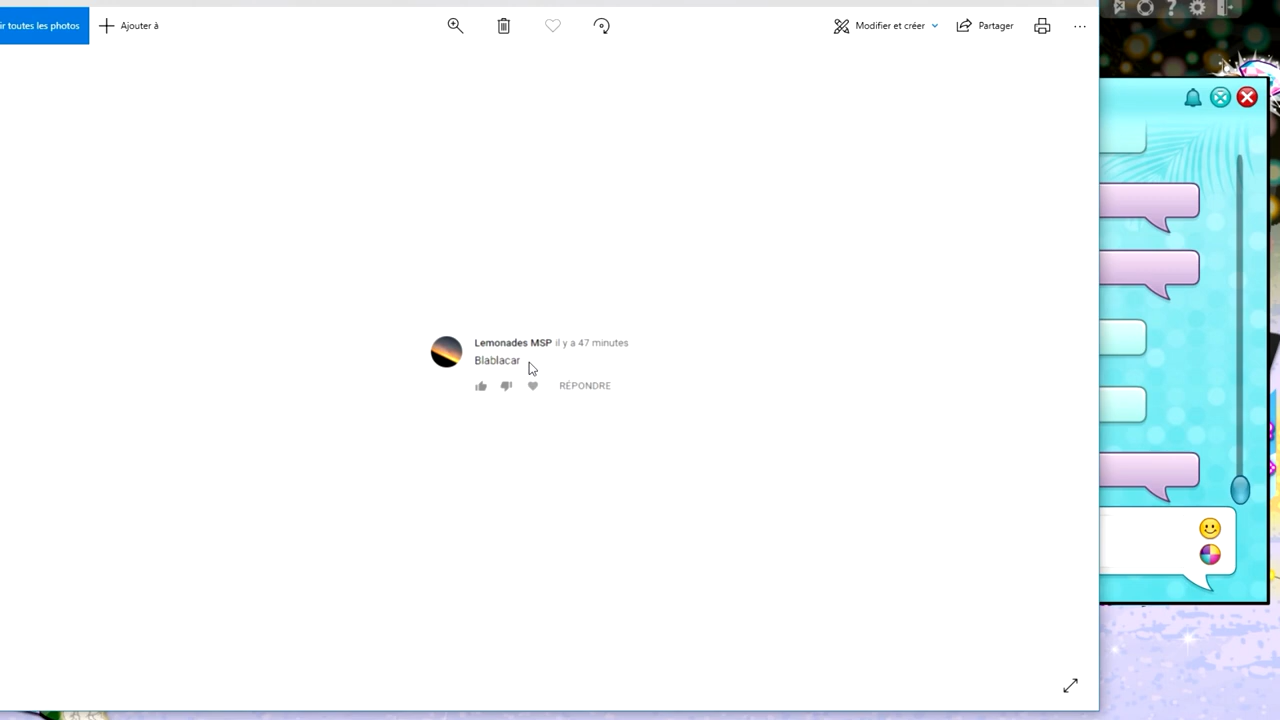 ir toutes les photos
Ajouter à
Modifier et créer
Partager
Lemonades MSP il y a 47 minutes
Blablacar
RÉPONDRE